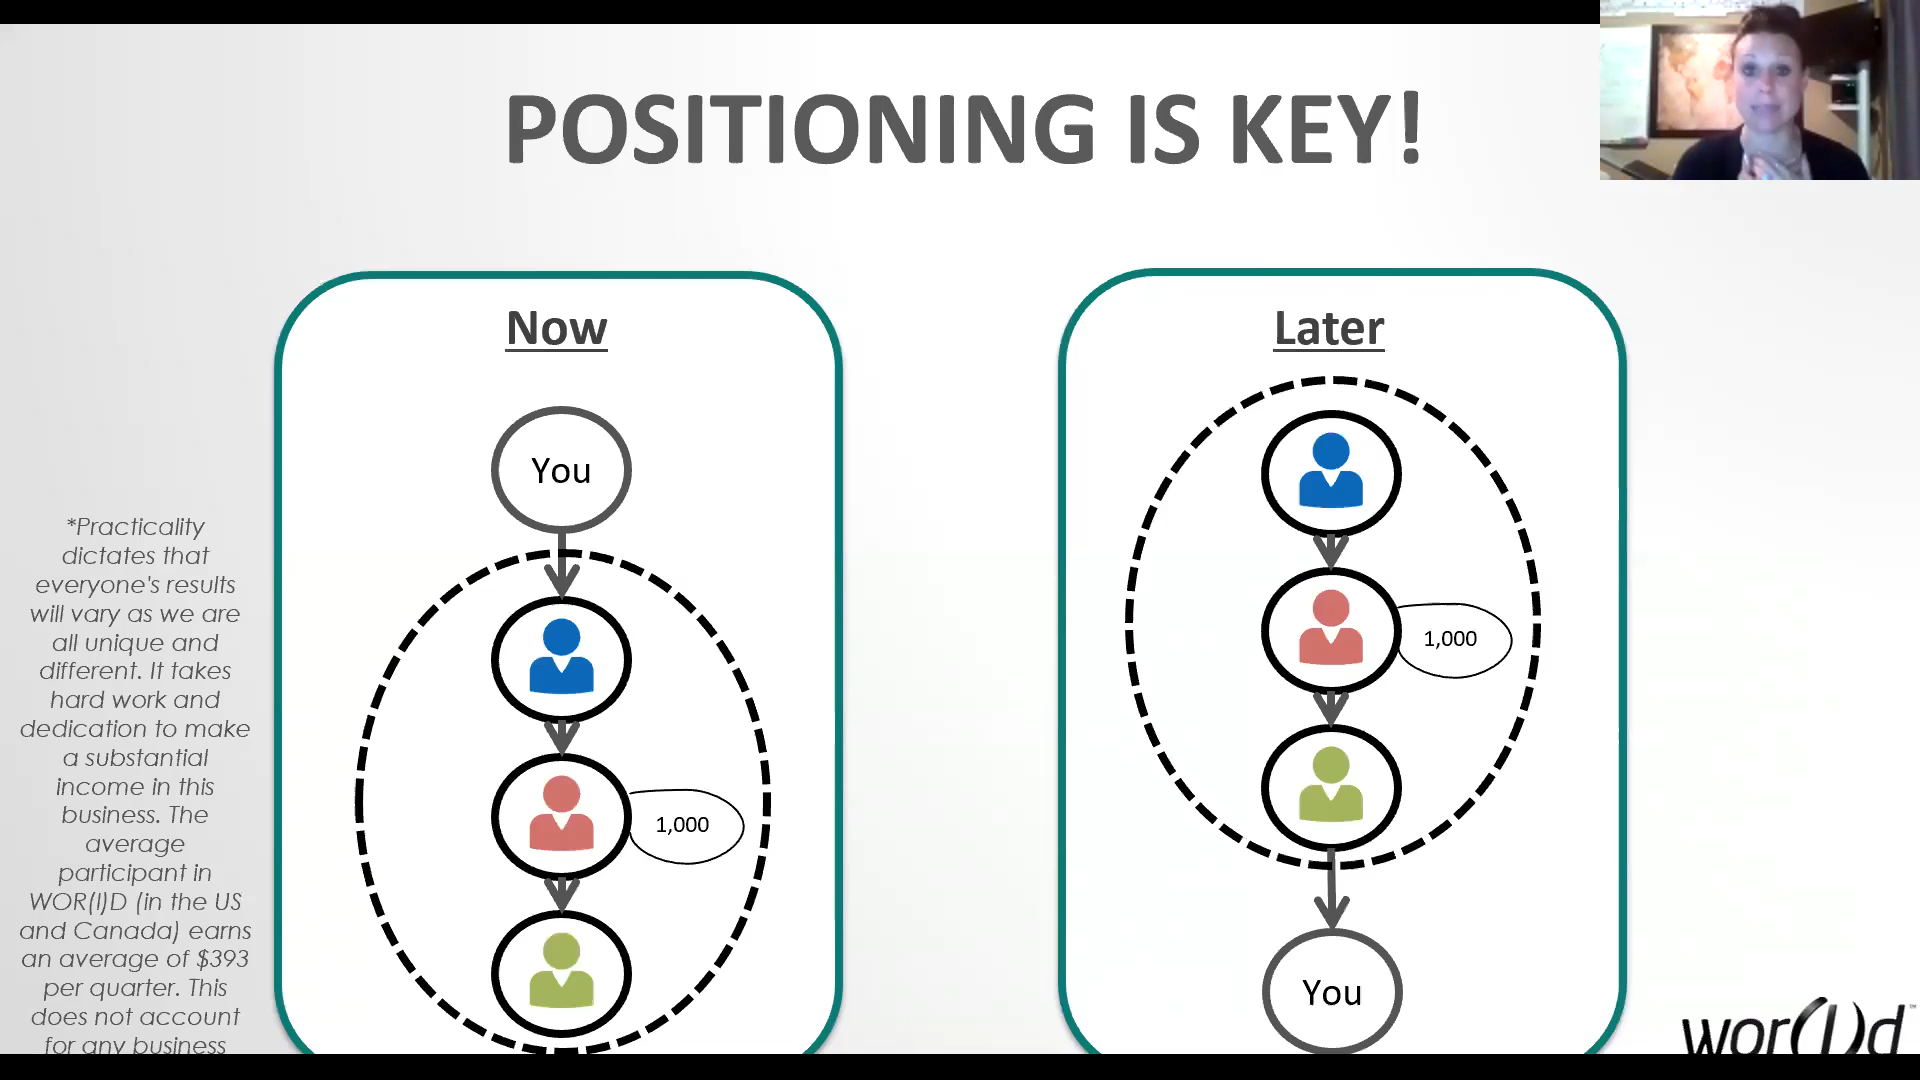 POSITIONING IS KEY!
Now
You
1,000
Later
1,000
You
*Practicality
dictates that
everyone's results
will vary as we are
all unique and
different. It takes
hard work and
dedication to make
a substantial
income in this
business. The
average
participant in
WOR(I)D (in the US
and Canada) earns
an average of $393
per quarter. This
does not account
for any business
wor(l)d